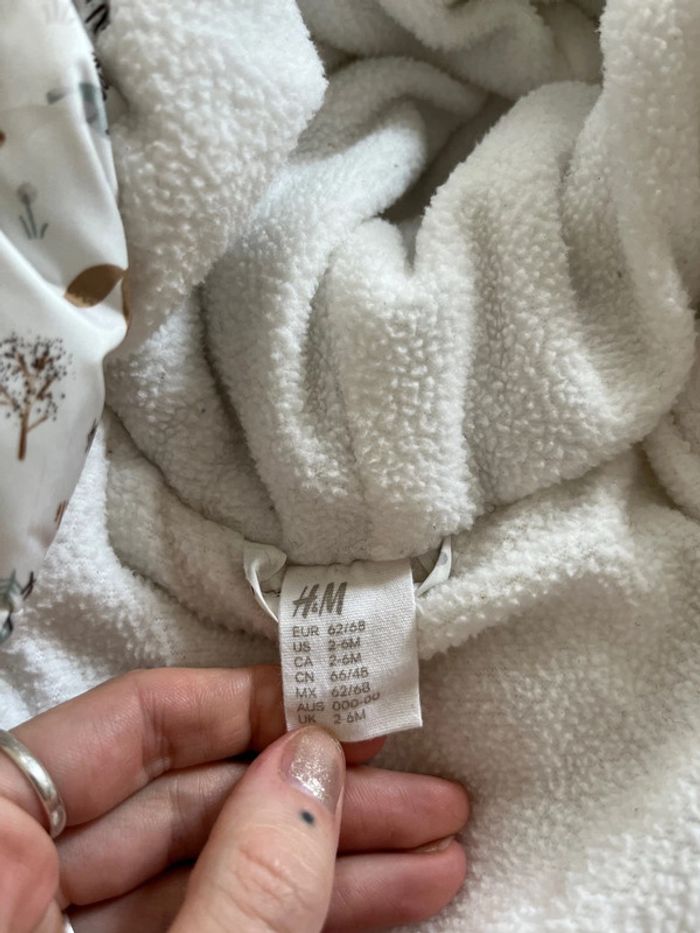 H&M
EUR 62/68
US 2-6M
CA 2-6M
CN 66/48
MX 62/68
AUS 000-00
UK 2-6M